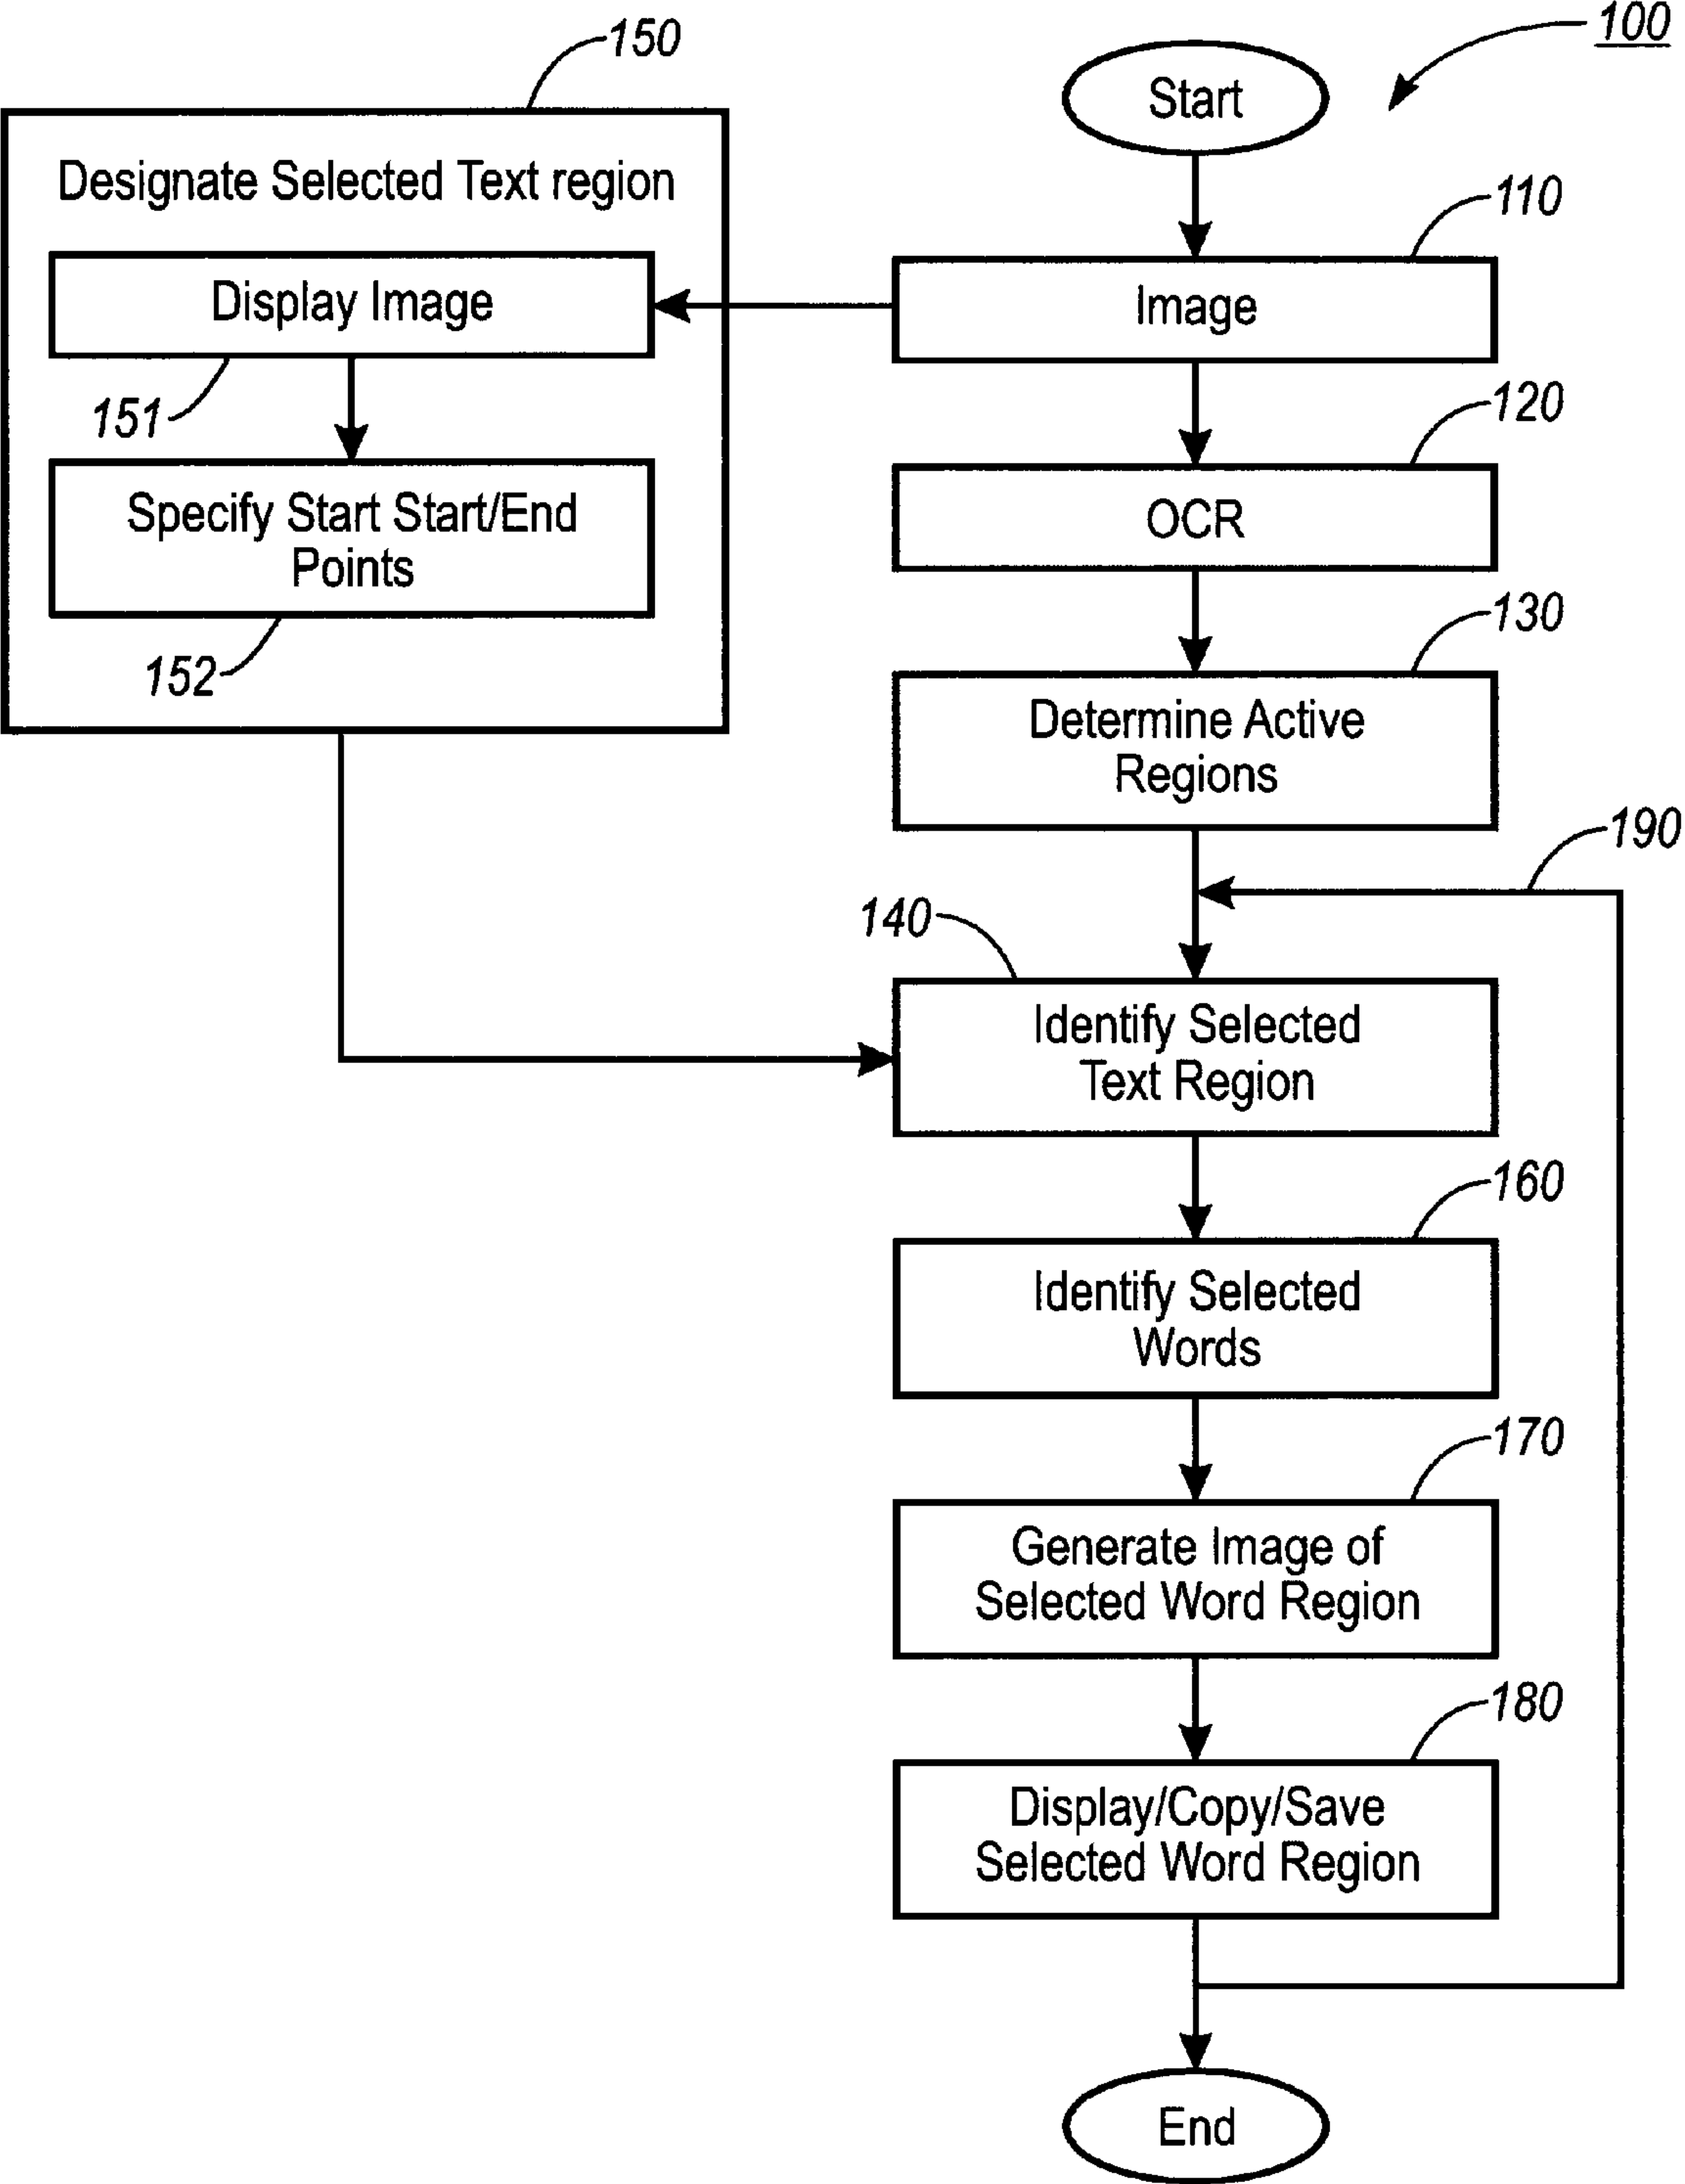 100
Start
150
Designate Selected Text region
110
Image
Display Image
151
120
OCR
Specify Start Start/End
Points
152
130
Determine Active
Regions
190
140
Identify Selected
Text Region
160
Identify Selected
Words
170
Generate Image of
Selected Word Region
180
Display/Copy/Save
Selected Word Region
End